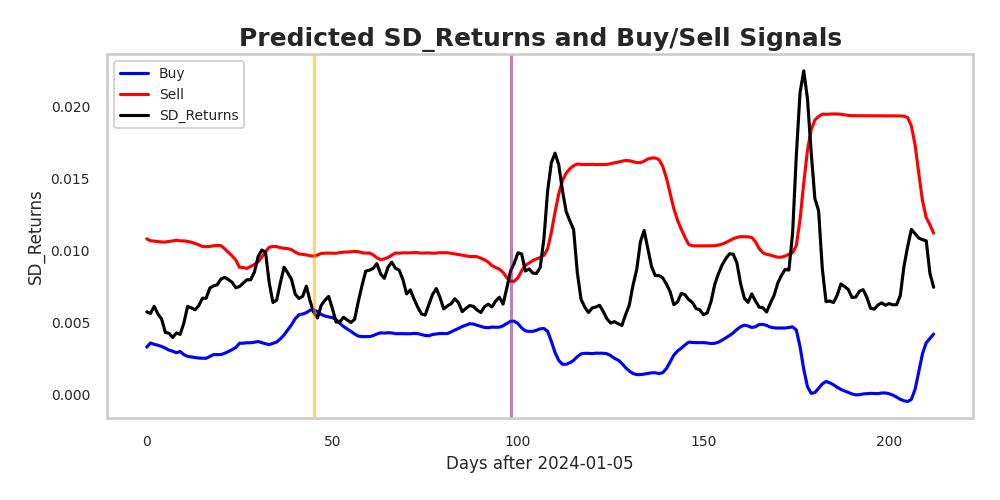 Predicted SD_Returns and Buy/Sell Signals
Buy
Sell
SD_Returns
SD_Returns
0.020
0.015
0.010
0.005
0.000
0 50 100 150 200
Days after 2024-01-05